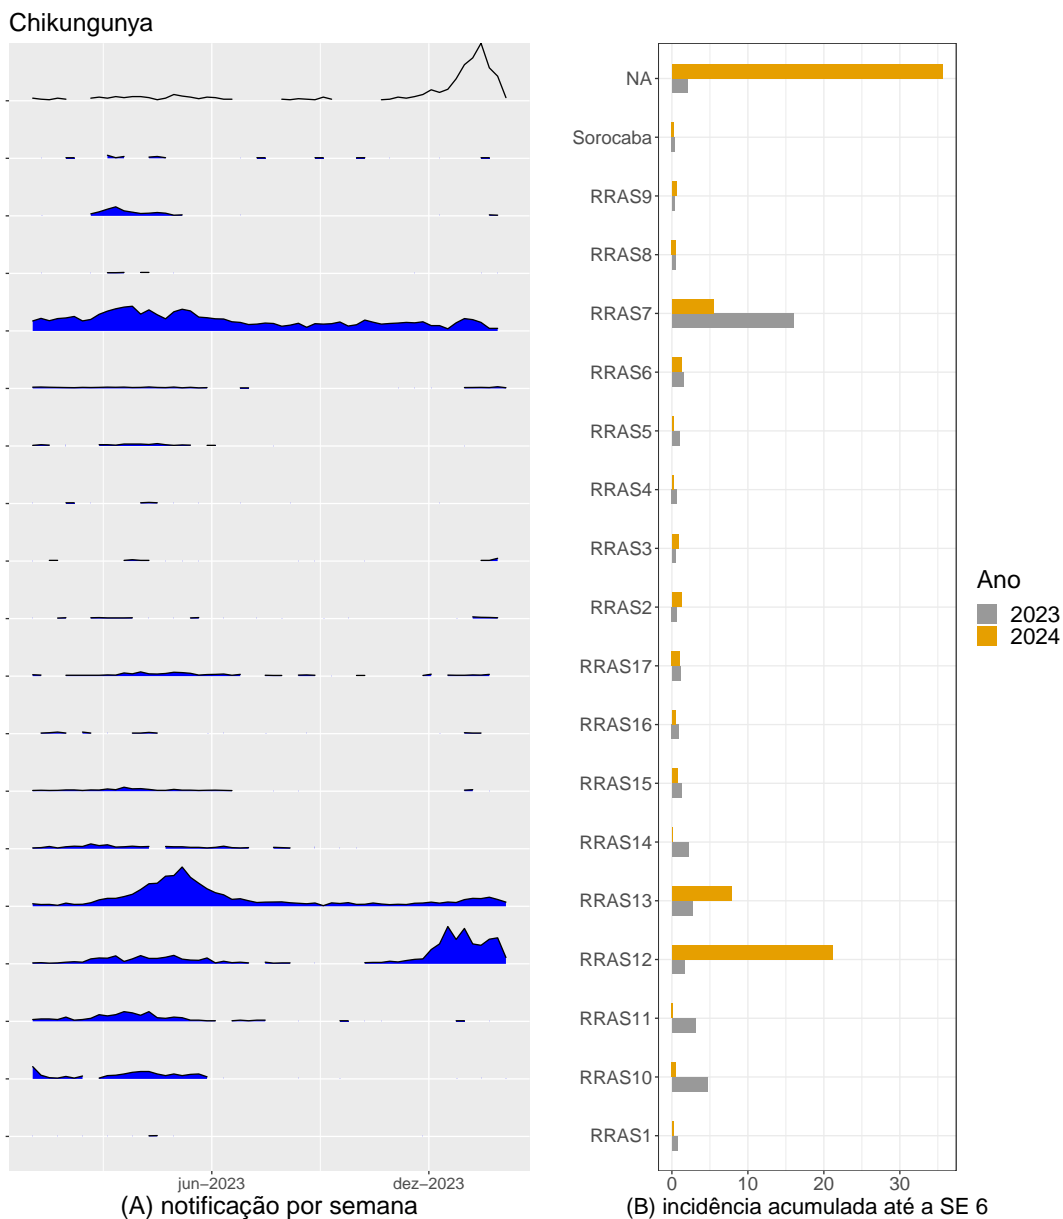 Chikungunya
NA
Sorocaba
RRAS9
RRAS8
RRAS7
RRAS6
RRAS5
RRAS4
RRAS3
RRAS2
RRAS17
RRAS16
RRAS15
RRAS14
RRAS13
RRAS12
RRAS11
RRAS10
RRAS1
Ano
2023
2024
jun−2023 dez−2023
0 10 20 30
(A) notificação por semana
(B) incidência acumulada até a SE 6